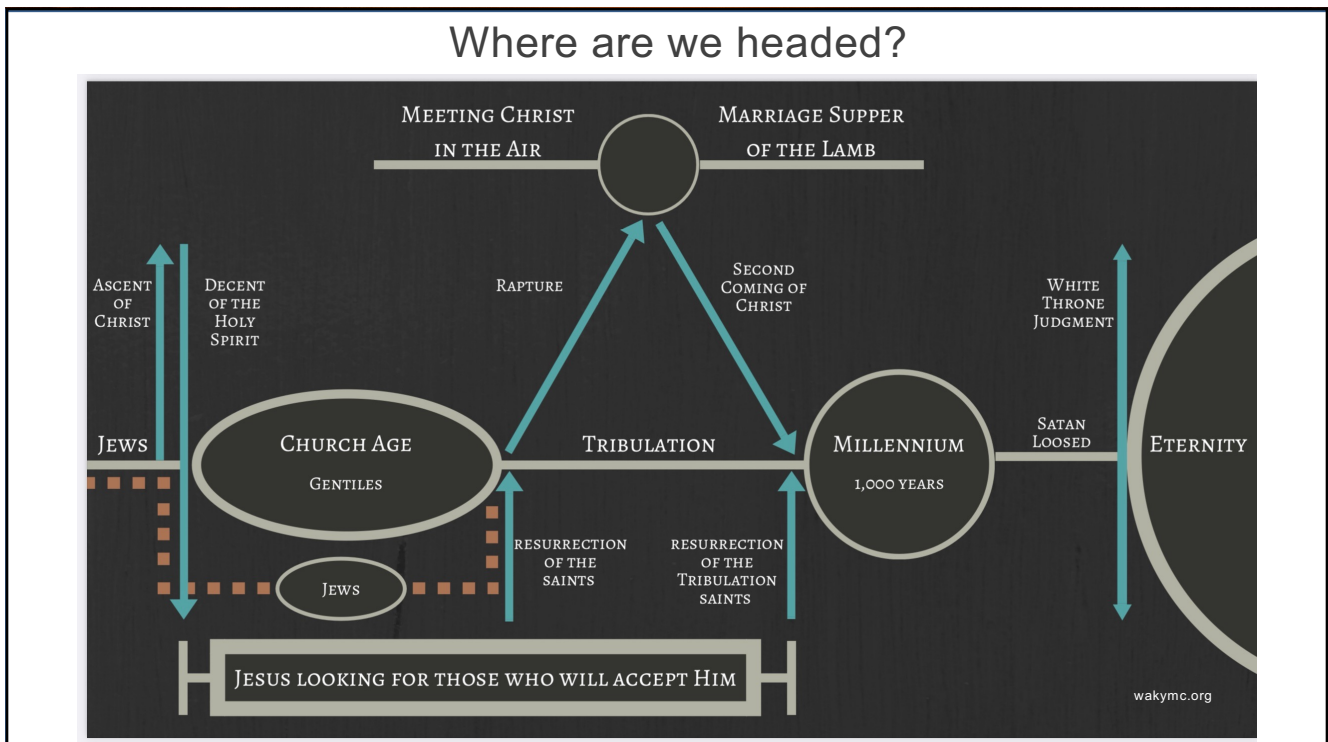 Where are we headed?
MEETING CHRIST
IN THE AIR
MARRIAGE SUPPER
OF THE LAMB
ASCENT
OF
CHRIST
DECENT
OF THE
HOLY
SPIRIT
RAPTURE
SECOND
COMING OF
CHRIST
WHITE
THRONE
JUDGMENT
JEWS
CHURCH AGE
GENTILES
TRIBULATION
MILLENNIUM
1,000 YEARS
SATAN
LOOSED
ETERNITY
JEWS
RESURRECTION
OF THE
SAINTS
RESURRECTION
OF THE
TRIBULATION
SAINTS
JESUS LOOKING FOR THOSE WHO WILL ACCEPT HIM
wakymc.org